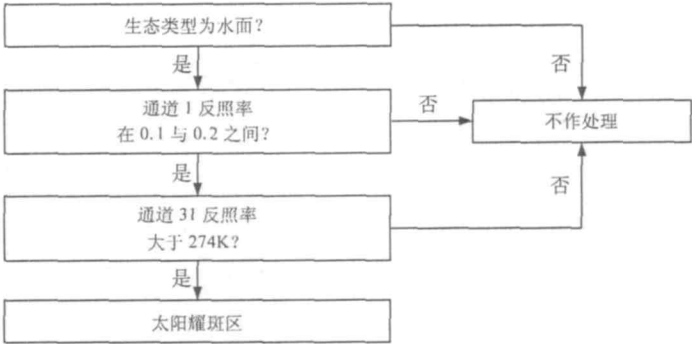 生态类型为水而?
是
否
通道1反照率
在0.1与0.2之间?
否
不作处理
是
否
通道31反照率
大于274K?
是
太阳耀斑区